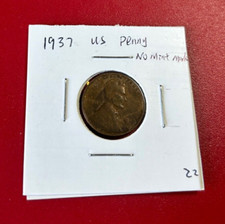 1937 US PENNY
NO MINT MARK
22